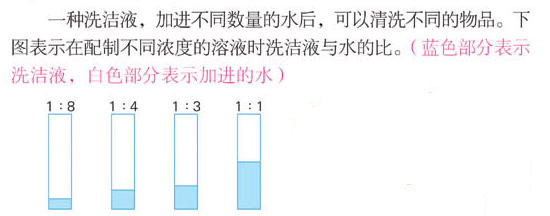 一种洗洁液，加进不同数量的水后，可以清洗不同的物品。下
图表示在配制不同浓度的溶液时洗洁液与水的比。（蓝色部分表示
洗洁液，白色部分表示加进的水）
1∶8 1∶4 1∶3 1∶1